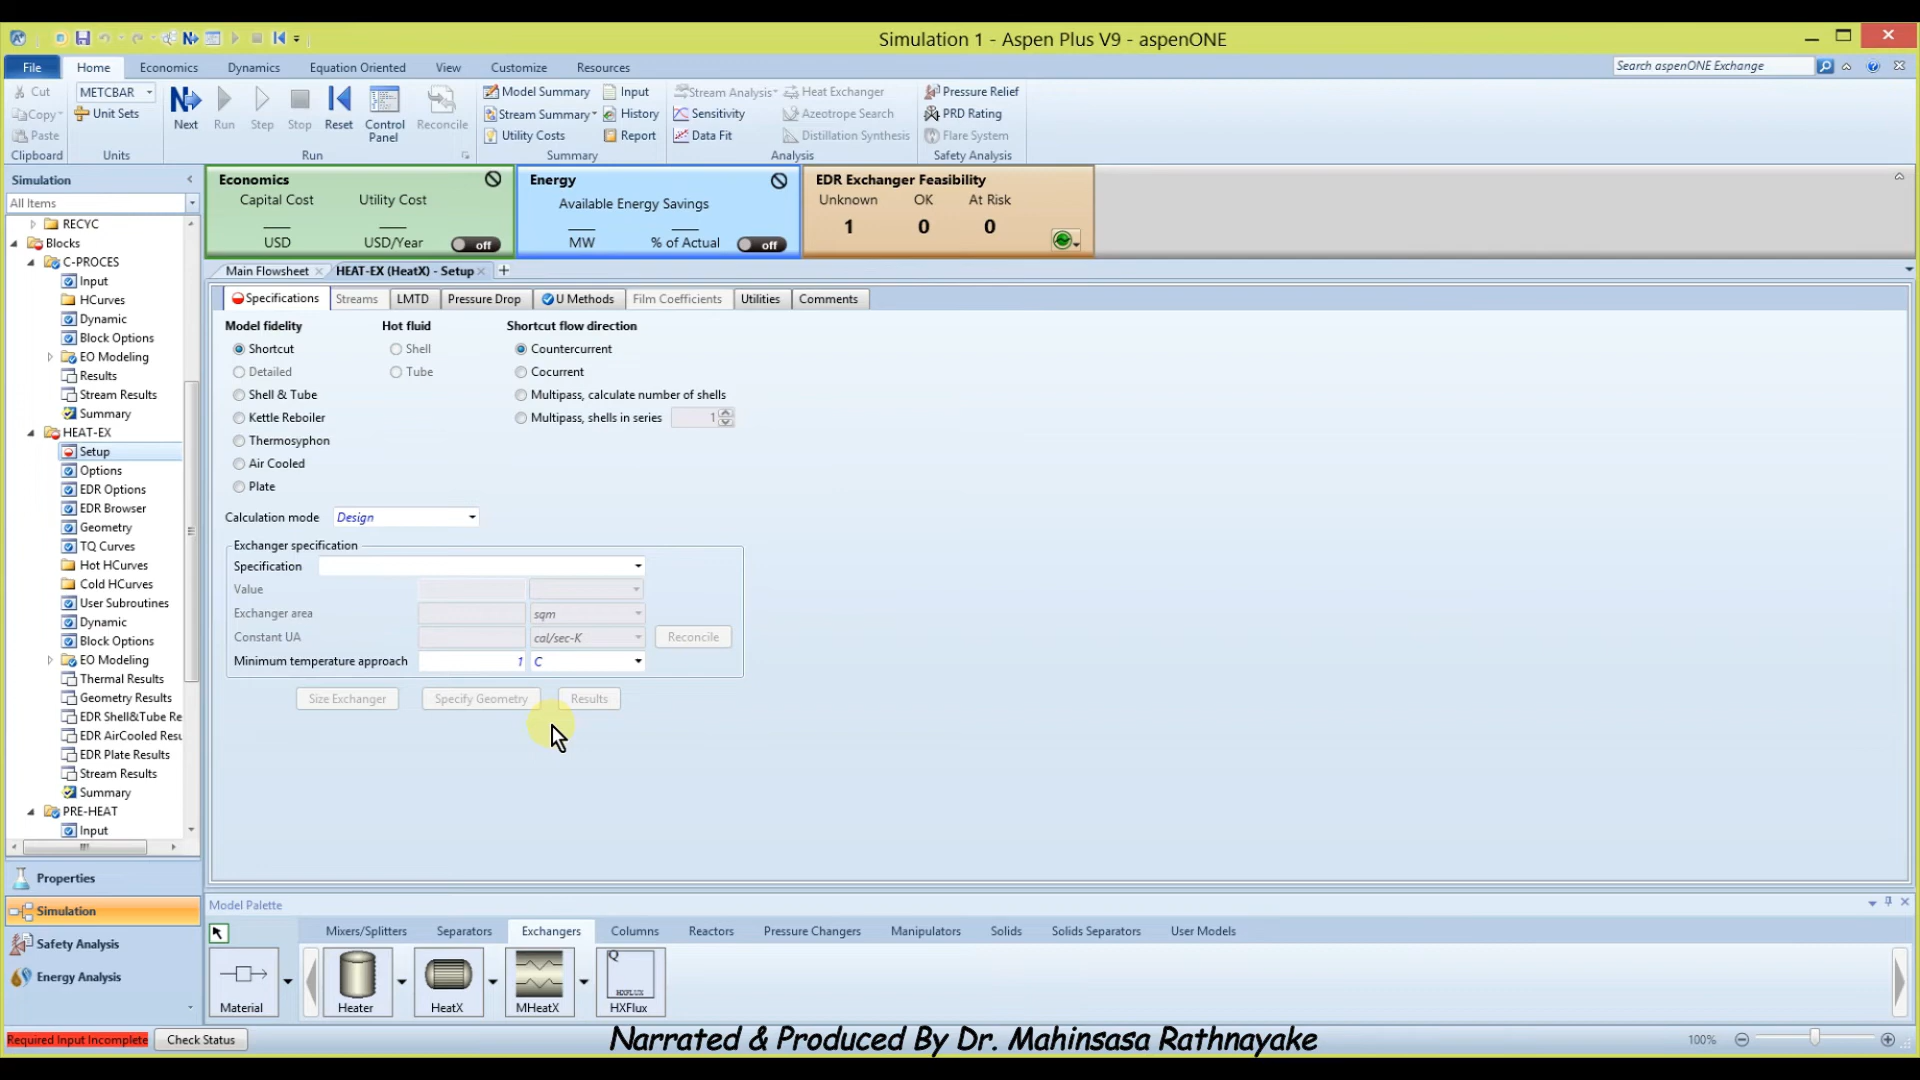 Simulation 1 - Aspen Plus V9 - aspenONE
File Home Economics Dynamics Equation Oriented View Customize Resources Search aspenONE Exchange
Cut METCBAR Model Summary Input Stream Analysis Heat Exchanger Pressure Relief
Copy Unit Sets Stream Summary History Sensitivity Azeotrope Search PRD Rating
Next Run Step Stop Reset Control Panel Reconcile
Paste Utility Costs Report Data Fit Distillation Synthesis Flare System
Clipboard Units Run Summary Analysis Safety Analysis
Simulation
All Items
RECYC
Blocks
C-PROCES
Input
HCurves
Dynamic
Block Options
EO Modeling
Results
Stream Results
Summary
HEAT-EX
Setup
Options
EDR Options
EDR Browser
Geometry
TQ Curves
Hot HCurves
Cold HCurves
User Subroutines
Dynamic
Block Options
EO Modeling
Thermal Results
Geometry Results
EDR Shell&Tube Re
EDR AirCooled Resu
EDR Plate Results
Stream Results
Summary
PRE-HEAT
Input
Properties
Simulation
Safety Analysis
Energy Analysis
Economics
Capital Cost Utility Cost
USD USD/Year off
Energy
Available Energy Savings
MW % of Actual off
EDR Exchanger Feasibility
Unknown OK At Risk
1 0 0
Main Flowsheet HEAT-EX (HeatX) - Setup
Specifications Streams LMTD Pressure Drop U Methods Film Coefficients Utilities Comments
Model fidelity Hot fluid Shortcut flow direction
Shortcut Shell Countercurrent
Detailed Tube Cocurrent
Shell & Tube Multipass, calculate number of shells
Kettle Reboiler Multipass, shells in series 1
Thermosyphon
Air Cooled
Plate
Calculation mode Design
Exchanger specification
Specification
Value
Exchanger area sqm
Constant UA cal/sec-K Reconcile
Minimum temperature approach 1 C
Size Exchanger Specify Geometry Results
Model Palette
Mixers/Splitters Separators Exchangers Columns Reactors Pressure Changers Manipulators Solids Solids Separators User Models
Q
HXFLUX
Material Heater HeatX MHeatX HXFlux
Required Input Incomplete Check Status 100%
Narrated & Produced By Dr. Mahinsasa Rathnayake